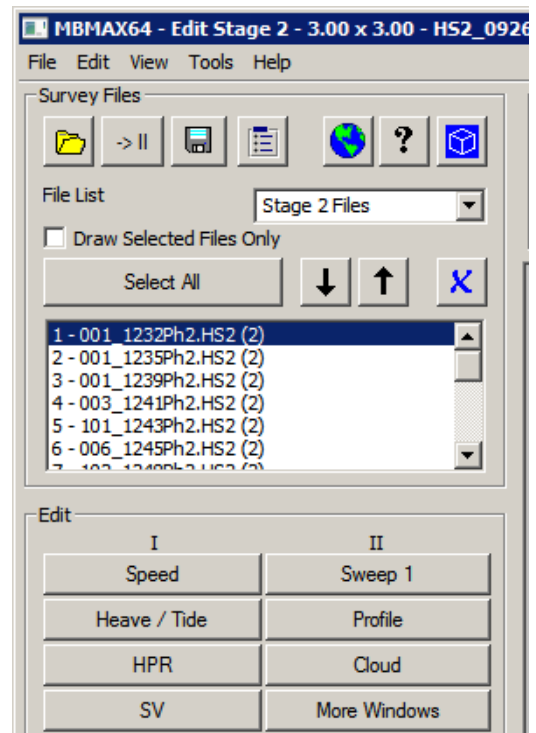 MBMAX64 - Edit Stage 2 - 3.00 x 3.00 - HS2_0926
File Edit View Tools Help
Survey Files
-> II
?
File List
Stage 2 Files
Draw Selected Files Only
Select All
X
1 - 001_1232Ph2.HS2 (2)
2 - 001_1235Ph2.HS2 (2)
3 - 001_1239Ph2.HS2 (2)
4 - 003_1241Ph2.HS2 (2)
5 - 101_1243Ph2.HS2 (2)
6 - 006_1245Ph2.HS2 (2)
Edit
I II
Speed Sweep 1
Heave / Tide Profile
HPR Cloud
SV More Windows